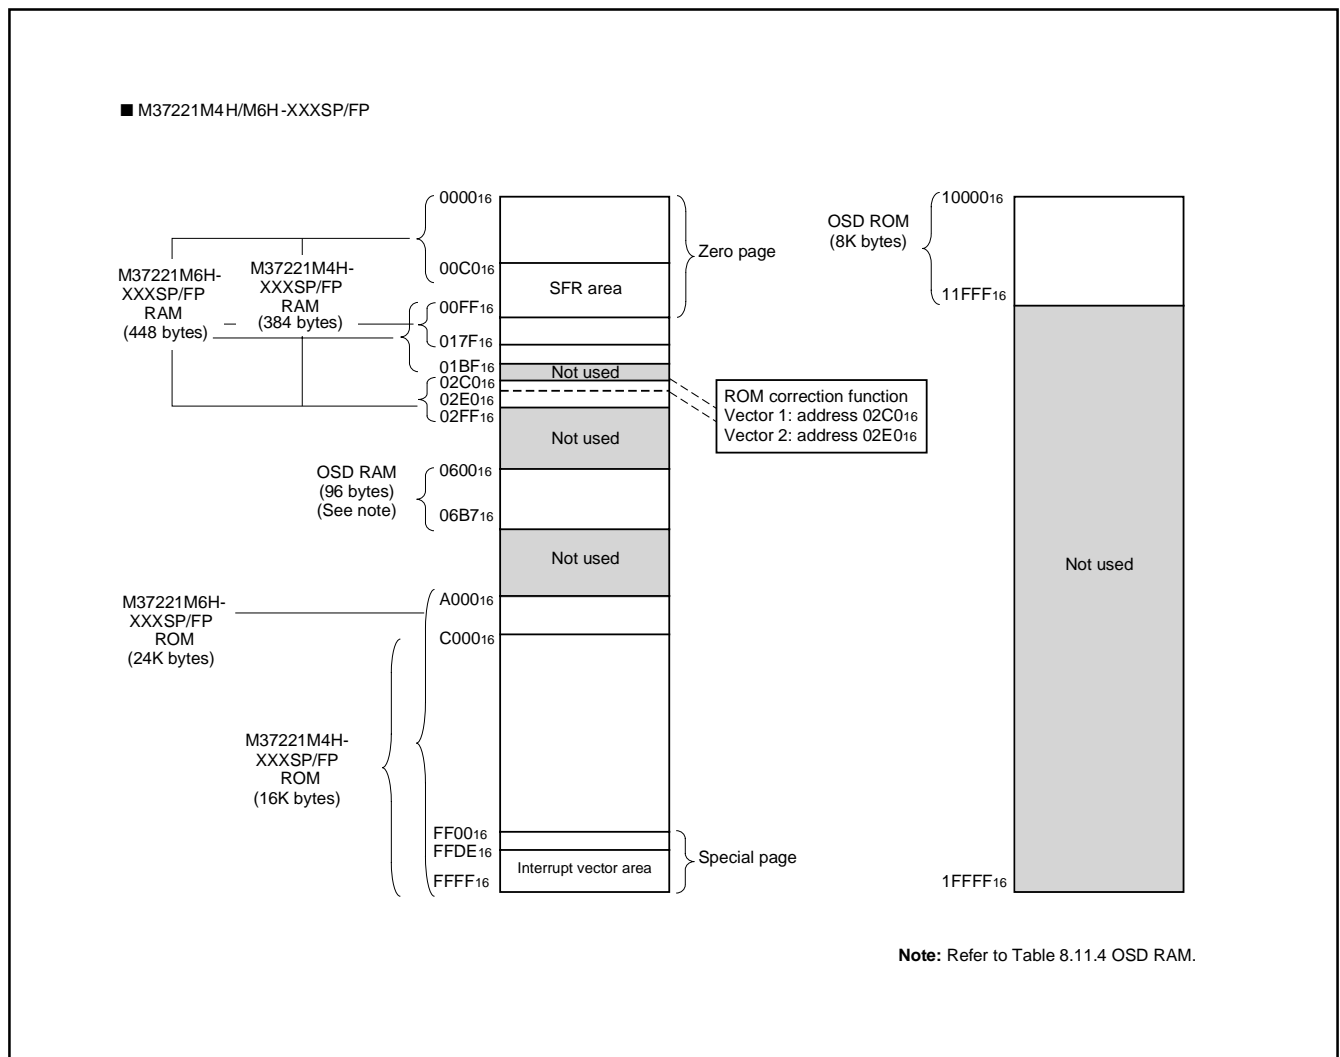 ■ M37221M4H/M6H-XXXSP/FP
M37221M6H-
XXXSP/FP
RAM
(448 bytes)
M37221M4H-
XXXSP/FP
RAM
(384 bytes)
0000₁₆
00C0₁₆
00FF₁₆
017F₁₆
01BF₁₆
02C0₁₆
02E0₁₆
02FF₁₆
SFR area
Zero page
Not used
Not used
ROM correction function
Vector 1: address 02C0₁₆
Vector 2: address 02E0₁₆
OSD RAM
(96 bytes)
(See note)
0600₁₆
06B7₁₆
Not used
M37221M6H-
XXXSP/FP
ROM
(24K bytes)
A000₁₆
C000₁₆
M37221M4H-
XXXSP/FP
ROM
(16K bytes)
FF00₁₆
FFDE₁₆
FFFF₁₆
Interrupt vector area
Special page
OSD ROM
(8K bytes)
10000₁₆
11FFF₁₆
Not used
1FFFF₁₆
Note: Refer to Table 8.11.4 OSD RAM.